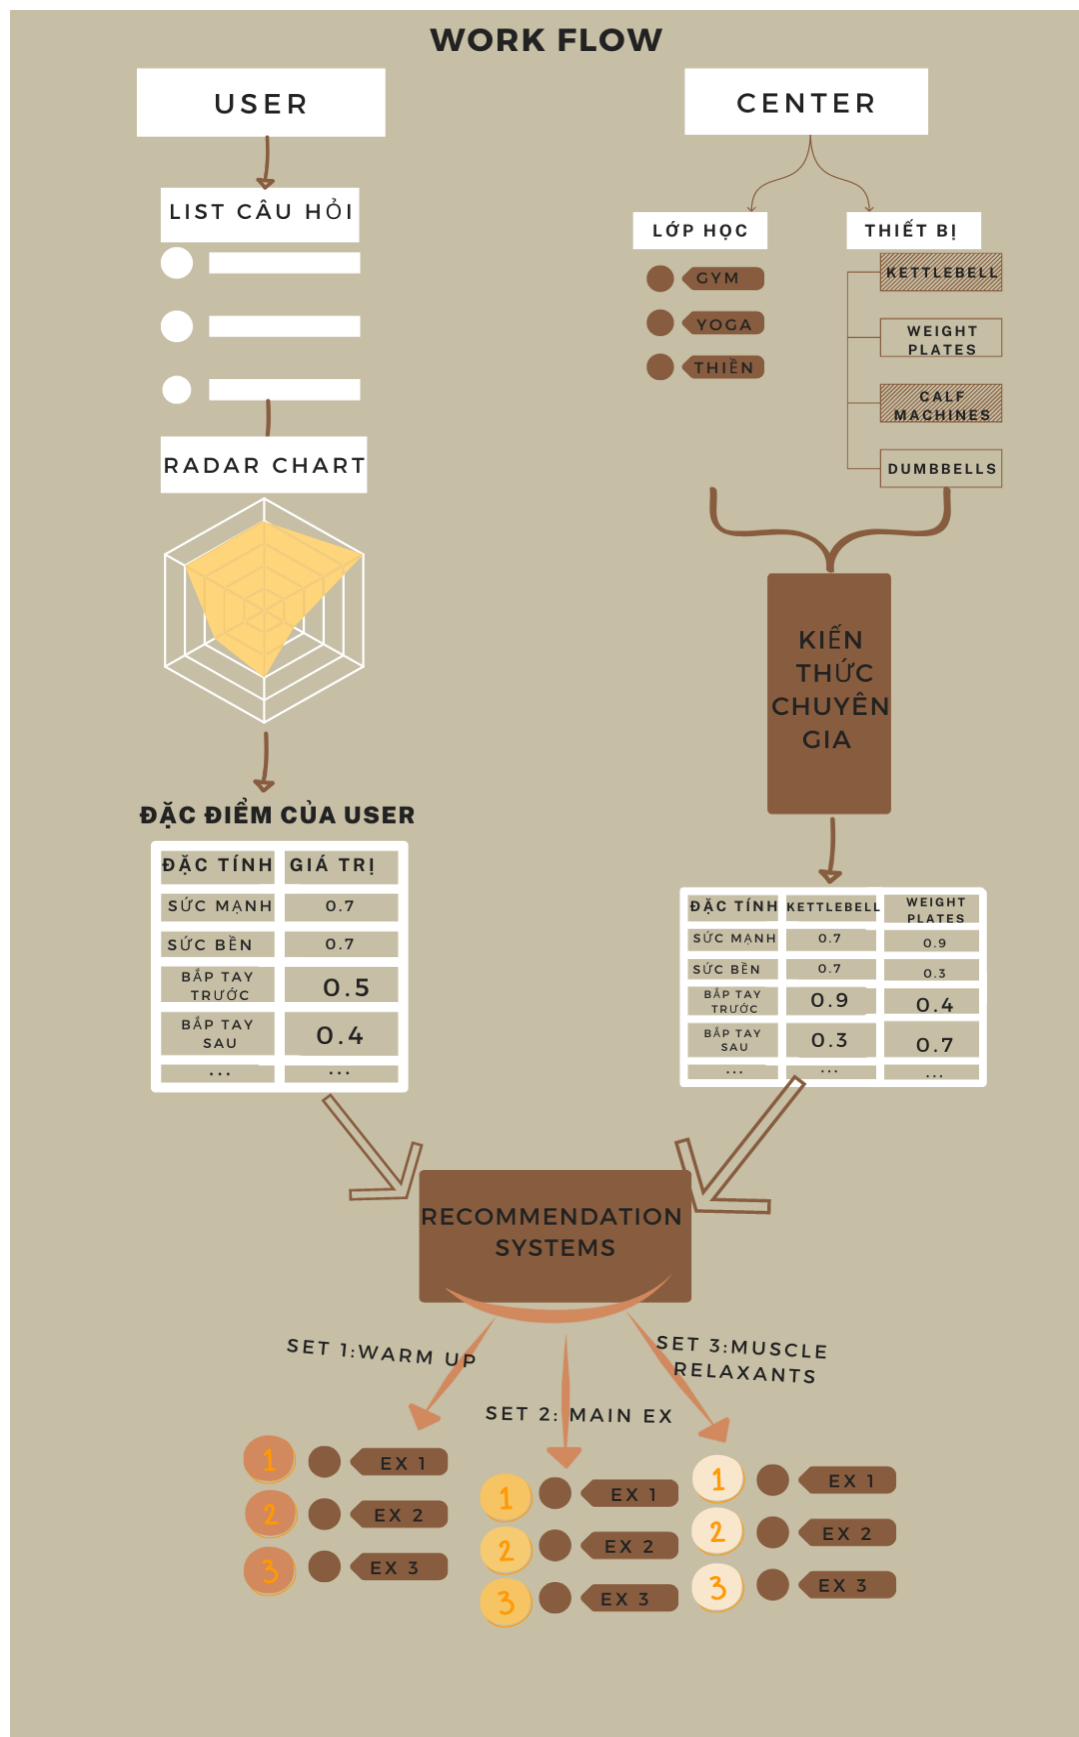 WORK FLOW
USER
CENTER
LIST CÂU HỎI
LỚP HỌC
THIẾT BỊ
GYM
YOGA
THIỀN
KETTLEBELL
WEIGHT
PLATES
CALF
MACHINES
DUMBBELLS
RADAR CHART
KIẾN
THỨC
CHUYÊN
GIA
ĐẶC ĐIỂM CỦA USER
ĐẶC TÍNH GIÁ TRỊ
SỨC MẠNH 0.7
SỨC BỀN 0.7
BẮP TAY
TRƯỚC 0.5
BẮP TAY
SAU 0.4
... ...
ĐẶC TÍNH KETTLEBELL WEIGHT
PLATES
SỨC MẠNH 0.7 0.9
SỨC BỀN 0.7 0.3
BẮP TAY
TRƯỚC 0.9 0.4
BẮP TAY
SAU 0.3 0.7
... ... ...
RECOMMENDATION
SYSTEMS
SET 1:WARM UP
SET 2: MAIN EX
SET 3:MUSCLE
RELAXANTS
1 EX 1
2 EX 2
3 EX 3
1 EX 1
2 EX 2
3 EX 3
1 EX 1
2 EX 2
3 EX 3